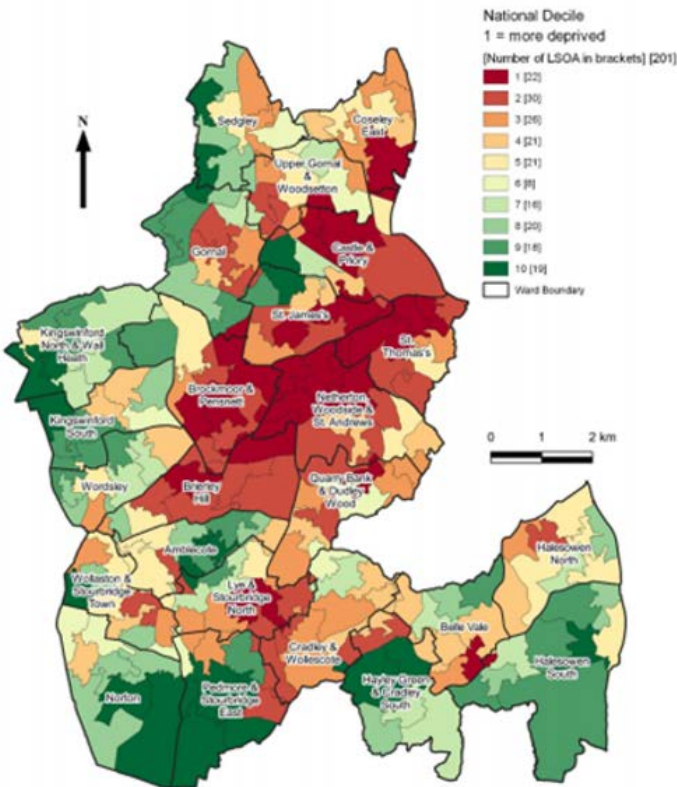 National Decile
1 = more deprived
[Number of LSOA in brackets] [201]
1 [22]
2 [30]
3 [26]
4 [21]
5 [21]
6 [8]
7 [16]
8 [20]
9 [18]
10 [19]
Ward Boundary
N
Sedgley
Coseley
East
Upper Gornal
&
Woodsetton
Gornal
Castle &
Priory
St. James's
St.
Thomas's
Kingswinford
North & Wall
Heath
Brockmoor &
Pensnett
Netherton,
Woodside &
St. Andrews
Kingswinford
South
0 1 2 km
Wordsley
Brierley
Hill
Quarry Bank
& Dudley
Wood
Amblecote
Halesowen
North
Wollaston &
Stourbridge
Town
Lye &
Stourbridge
North
Belle Vale
Cradley &
Wollescote
Halesowen
South
Hayley Green
& Cradley
South
Norton
Pedmore &
Stourbridge
East